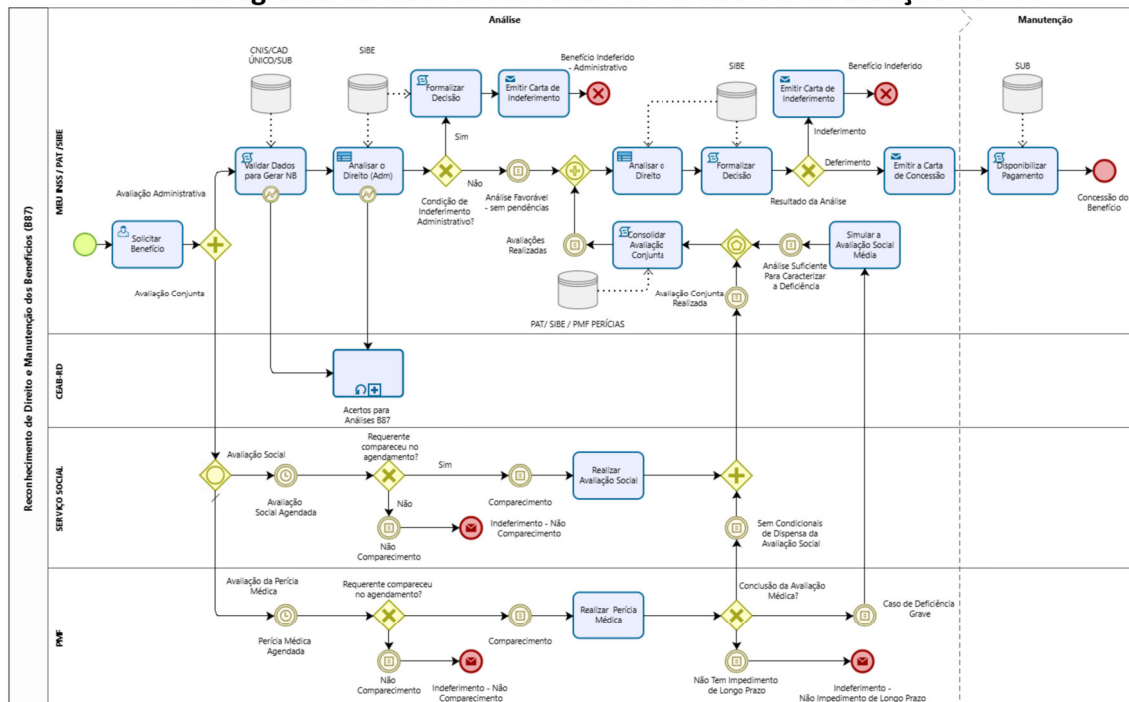 Análise
Manutenção
Reconhecimento de Direito e Manutenção dos Benefícios (B87)
MEU INSS / PAT /SIBE
CNIS/CAD
ÚNICO/SUB
SIBE
Formalizar
Decisão
Emitir Carta de
Indeferimento
Benefício Indeferido
- Administrativo
SIBE
Emitir Carta de
Indeferimento
Benefício Indeferido
SUB
Sim
Indeferimento
Validar Dados
para Gerar NB
Analisar o
Direito (Adm)
Não
Analisar o
Direito
Formalizar
Decisão
Deferimento
Emitir a Carta
de Concessão
Disponibilizar
Pagamento
Avaliação Administrativa
Condição de
Indeferimento
Administrativo?
Análise Favorável
- sem pendências
Resultado da Análise
Concessão do
Benefício
Solicitar
Benefício
Avaliações
Realizadas
Consolidar
Avaliação
Conjunta
Simular a
Avaliação Social
Média
Avaliação Conjunta
Avaliação Conjunta
Realizada
Análise Suficiente
Para Caracterizar
a Deficiência
PAT/ SIBE / PMF PERÍCIAS
CEAB-RD
Acertos para
Análises B87
SERVIÇO SOCIAL
Avaliação Social
Requerente
compareceu no
agendamento?
Sim
Realizar
Avaliação Social
Avaliação
Social Agendada
Não
Comparecimento
Não
Comparecimento
Indeferimento - Não
Comparecimento
Sem Condicionais
de Dispensa da
Avaliação Social
PMF
Avaliação da Perícia
Médica
Requerente compareceu
no agendamento?
Conclusão da Avaliação
Médica?
Realizar Perícia
Médica
Caso de Deficiência
Grave
Perícia Médica
Agendada
Comparecimento
Não
Comparecimento
Indeferimento - Não
Comparecimento
Não Tem Impedimento
de Longo Prazo
Indeferimento -
Não Impedimento de Longo Prazo